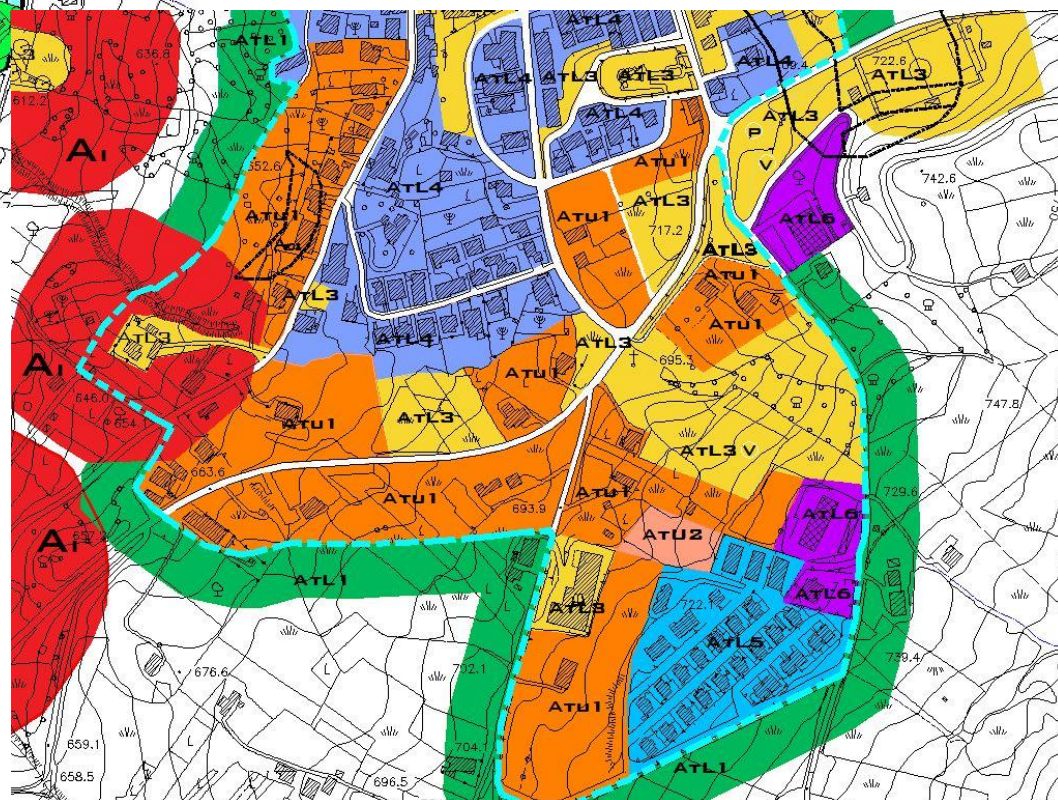 AtL4
AtL1
636.8
722.6
AtL4
AtL3
AtL3
AtL4
AtL3
612.2
AtL3
AtL4
P
AI
652.6
AtU1
V
742.6
AtL4
AtL3
AtU1
AtU1
AtL6
717.2
AtL3
AtU1
AtL3
AtU1
AtL3
AtL4
AtL3
695.3
AI
AtU1
646.0
747.8
654.1
AtL3
AtU1
AtL3 V
663.6
729.6
AtU1
AtU1
693.9
AtL6
AtU2
AI
AtL1
AtL6
722.1
AtL3
AtL5
739.4
676.6
702.1
AtU1
659.1
704.1
AtL1
658.5
696.5